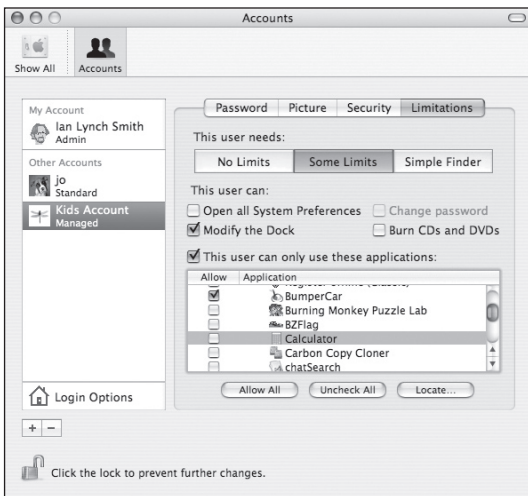 Accounts
Show All
Accounts
My Account
Ian Lynch Smith
Admin
Other Accounts
jo
Standard
Kids Account
Managed
Login Options
Password Picture Security Limitations
This user needs:
No Limits Some Limits Simple Finder
This user can:
Open all System Preferences Change password
Modify the Dock Burn CDs and DVDs
This user can only use these applications:
Allow Application
BumperCar
Burning Monkey Puzzle Lab
BZFlag
Calculator
Carbon Copy Cloner
chatSearch
Allow All Uncheck All Locate...
Click the lock to prevent further changes.